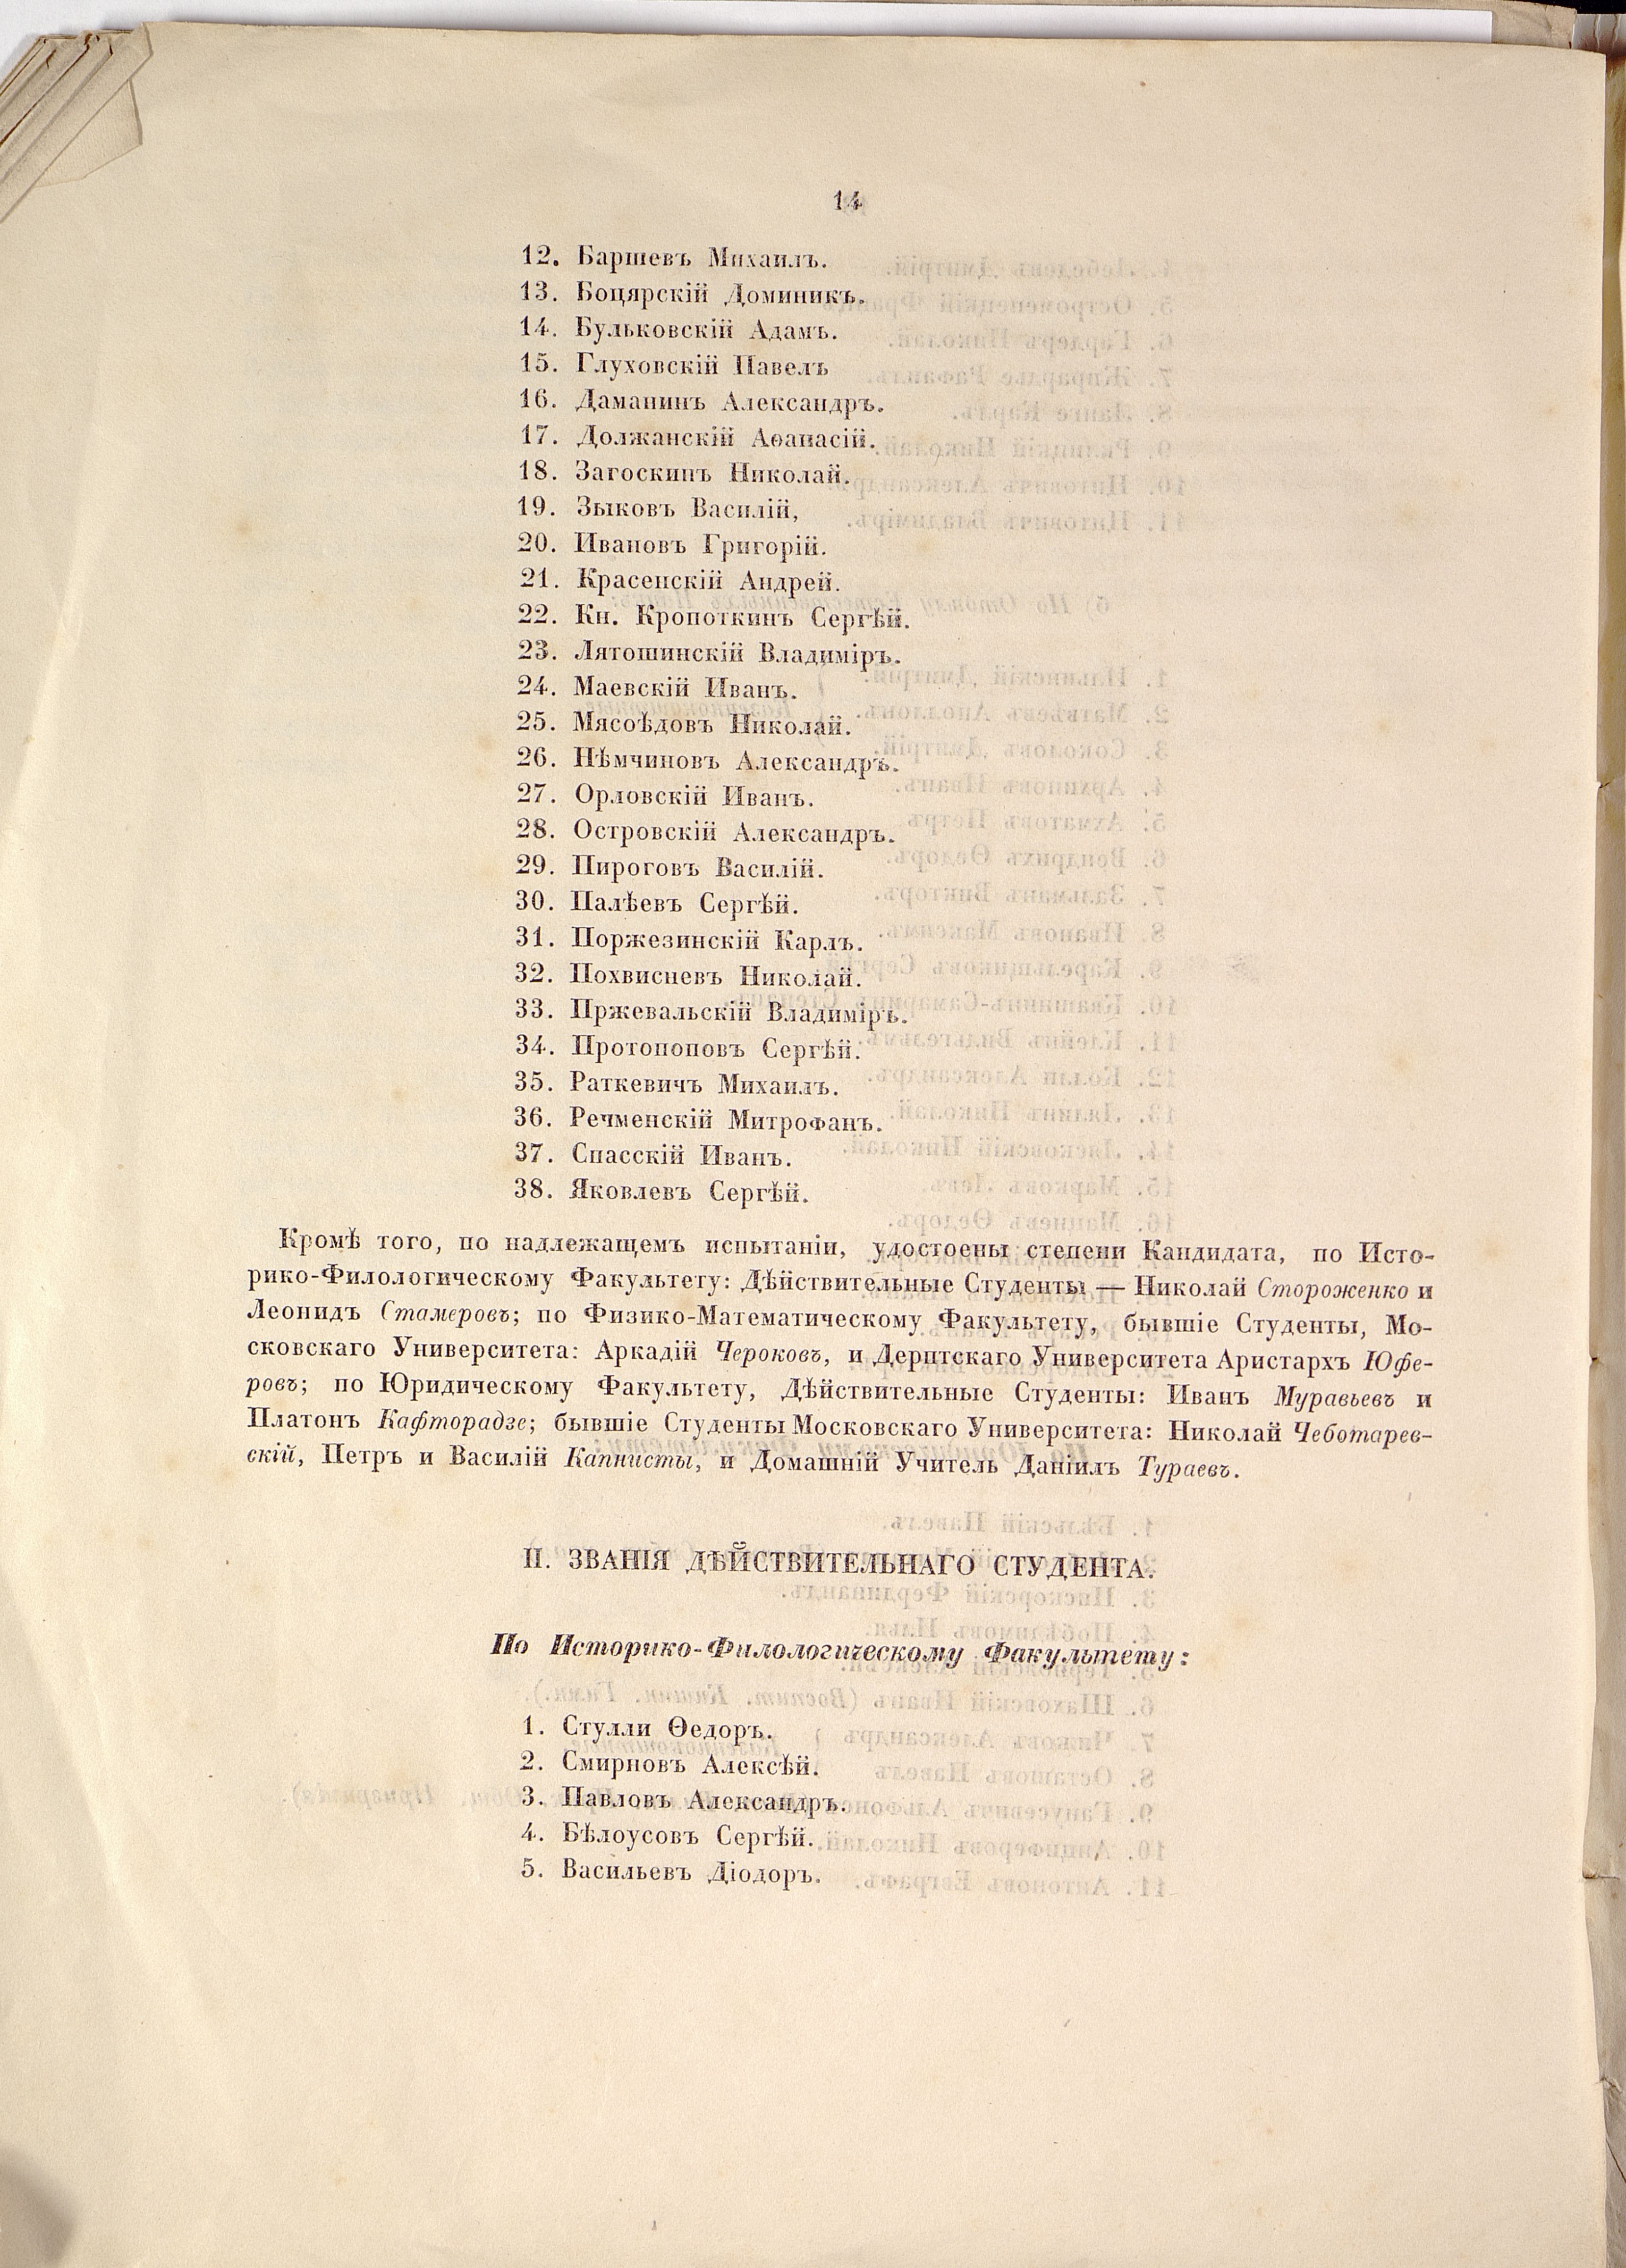 14
12. Баршевъ Михаилъ.
13. Боцярскій Доминикъ.
14. Бульковскій Адамъ.
15. Глуховскій Павелъ
16. Даманинъ Александръ.
17. Должанскій Аѳанасій.
18. Загоскинъ Николай.
19. Зыковъ Василій,
20. Ивановъ Григорій.
21. Красенскій Андрей.
22. Кн. Кропоткинъ Сергѣй.
23. Лятошинскій Владиміръ.
24. Маевскій Иванъ.
25. Мясоѣдовъ Николай.
26. Нѣмчиновъ Александръ.
27. Орловскій Иванъ.
28. Островскій Александръ.
29. Пироговъ Василій.
30. Палѣевъ Сергѣй.
31. Поржезинскій Карлъ.
32. Похвисневъ Николай.
33. Пржевальскій Владиміръ.
34. Протопоповъ Сергѣй.
35. Раткевичъ Михаилъ.
36. Речменскій Митрофанъ.
37. Спасскій Иванъ.
38. Яковлевъ Сергѣй.
Кромѣ того, по надлежащемъ испытаніи, удостоены степени Кандидата, по Исто-
рико-Филологическому Факультету: Дѣйствительные Студенты — Николай Стороженко и
Леонидъ Стамеровъ; по Физико-Математическому Факультету, бывшіе Студенты, Мо-
сковскаго Университета: Аркадій Чероковъ, и Дерптскаго Университета Аристархъ Юфе-
ровъ; по Юридическому Факультету, Дѣйствительные Студенты: Иванъ Муравьевъ и
Платонъ Кафторадзе; бывшіе Студенты Московскаго Университета: Николай Чеботарев-
скій, Петръ и Василій Капнисты, и Домашній Учитель Даніилъ Тураевъ.
II. ЗВАНІЯ ДѢЙСТВИТЕЛЬНАГО СТУДЕНТА.
По Историко-Филологическому Факультету:
1. Стулли Ѳедоръ.
2. Смирновъ Алексѣй.
3. Павловъ Александръ.
4. Бѣлоусовъ Сергѣй.
5. Васильевъ Діодоръ.